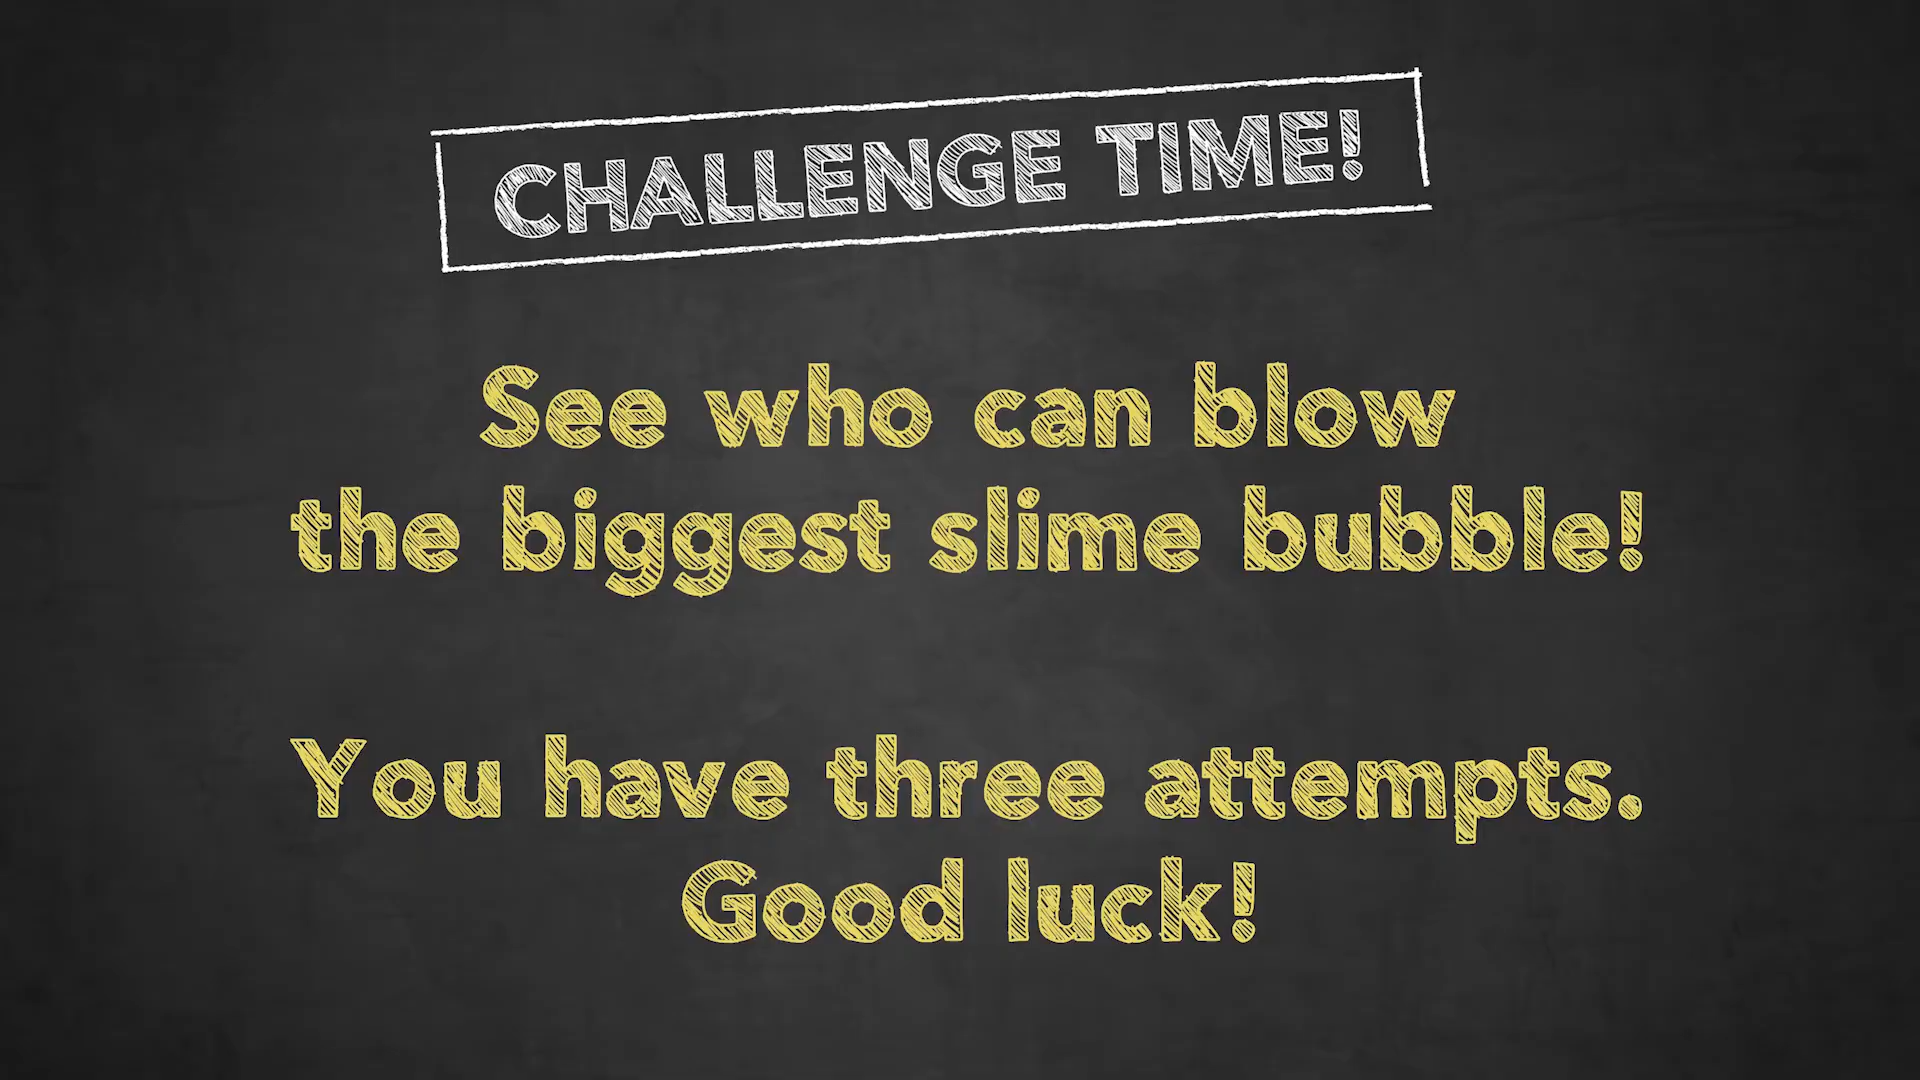 CHALLENGE TIME!
See who can blow
the biggest slime bubble!
You have three attempts.
Good luck!